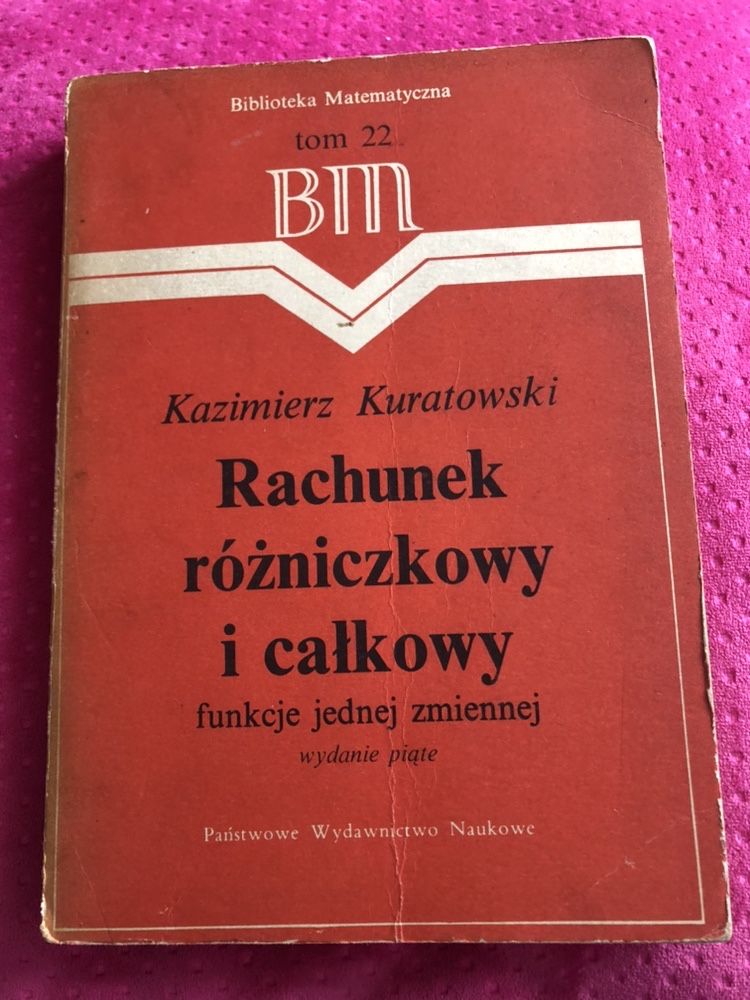 Biblioteka Matematyczna
tom 22
BM
Kazimierz Kuratowski
Rachunek
różniczkowy
i całkowy
funkcje jednej zmiennej
wydanie piąte
Państwowe Wydawnictwo Naukowe